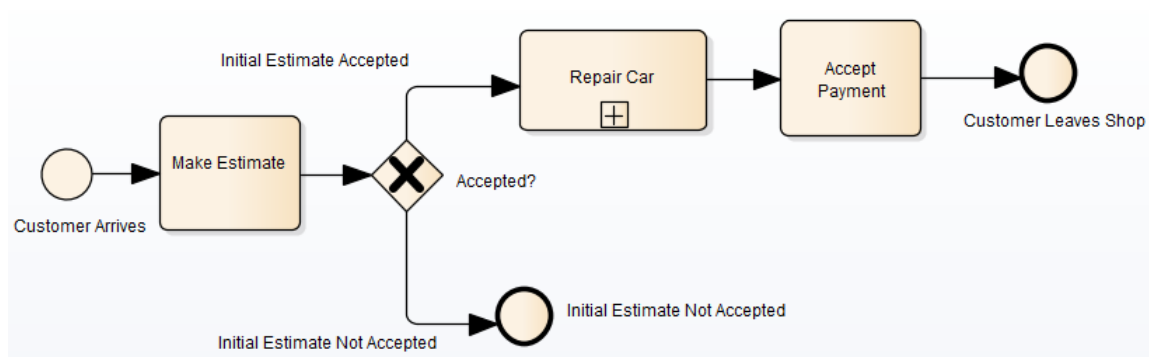 Initial Estimate Accepted
Repair Car
Accept
Payment
Customer Leaves Shop
Make Estimate
Accepted?
Customer Arrives
Initial Estimate Not Accepted
Initial Estimate Not Accepted